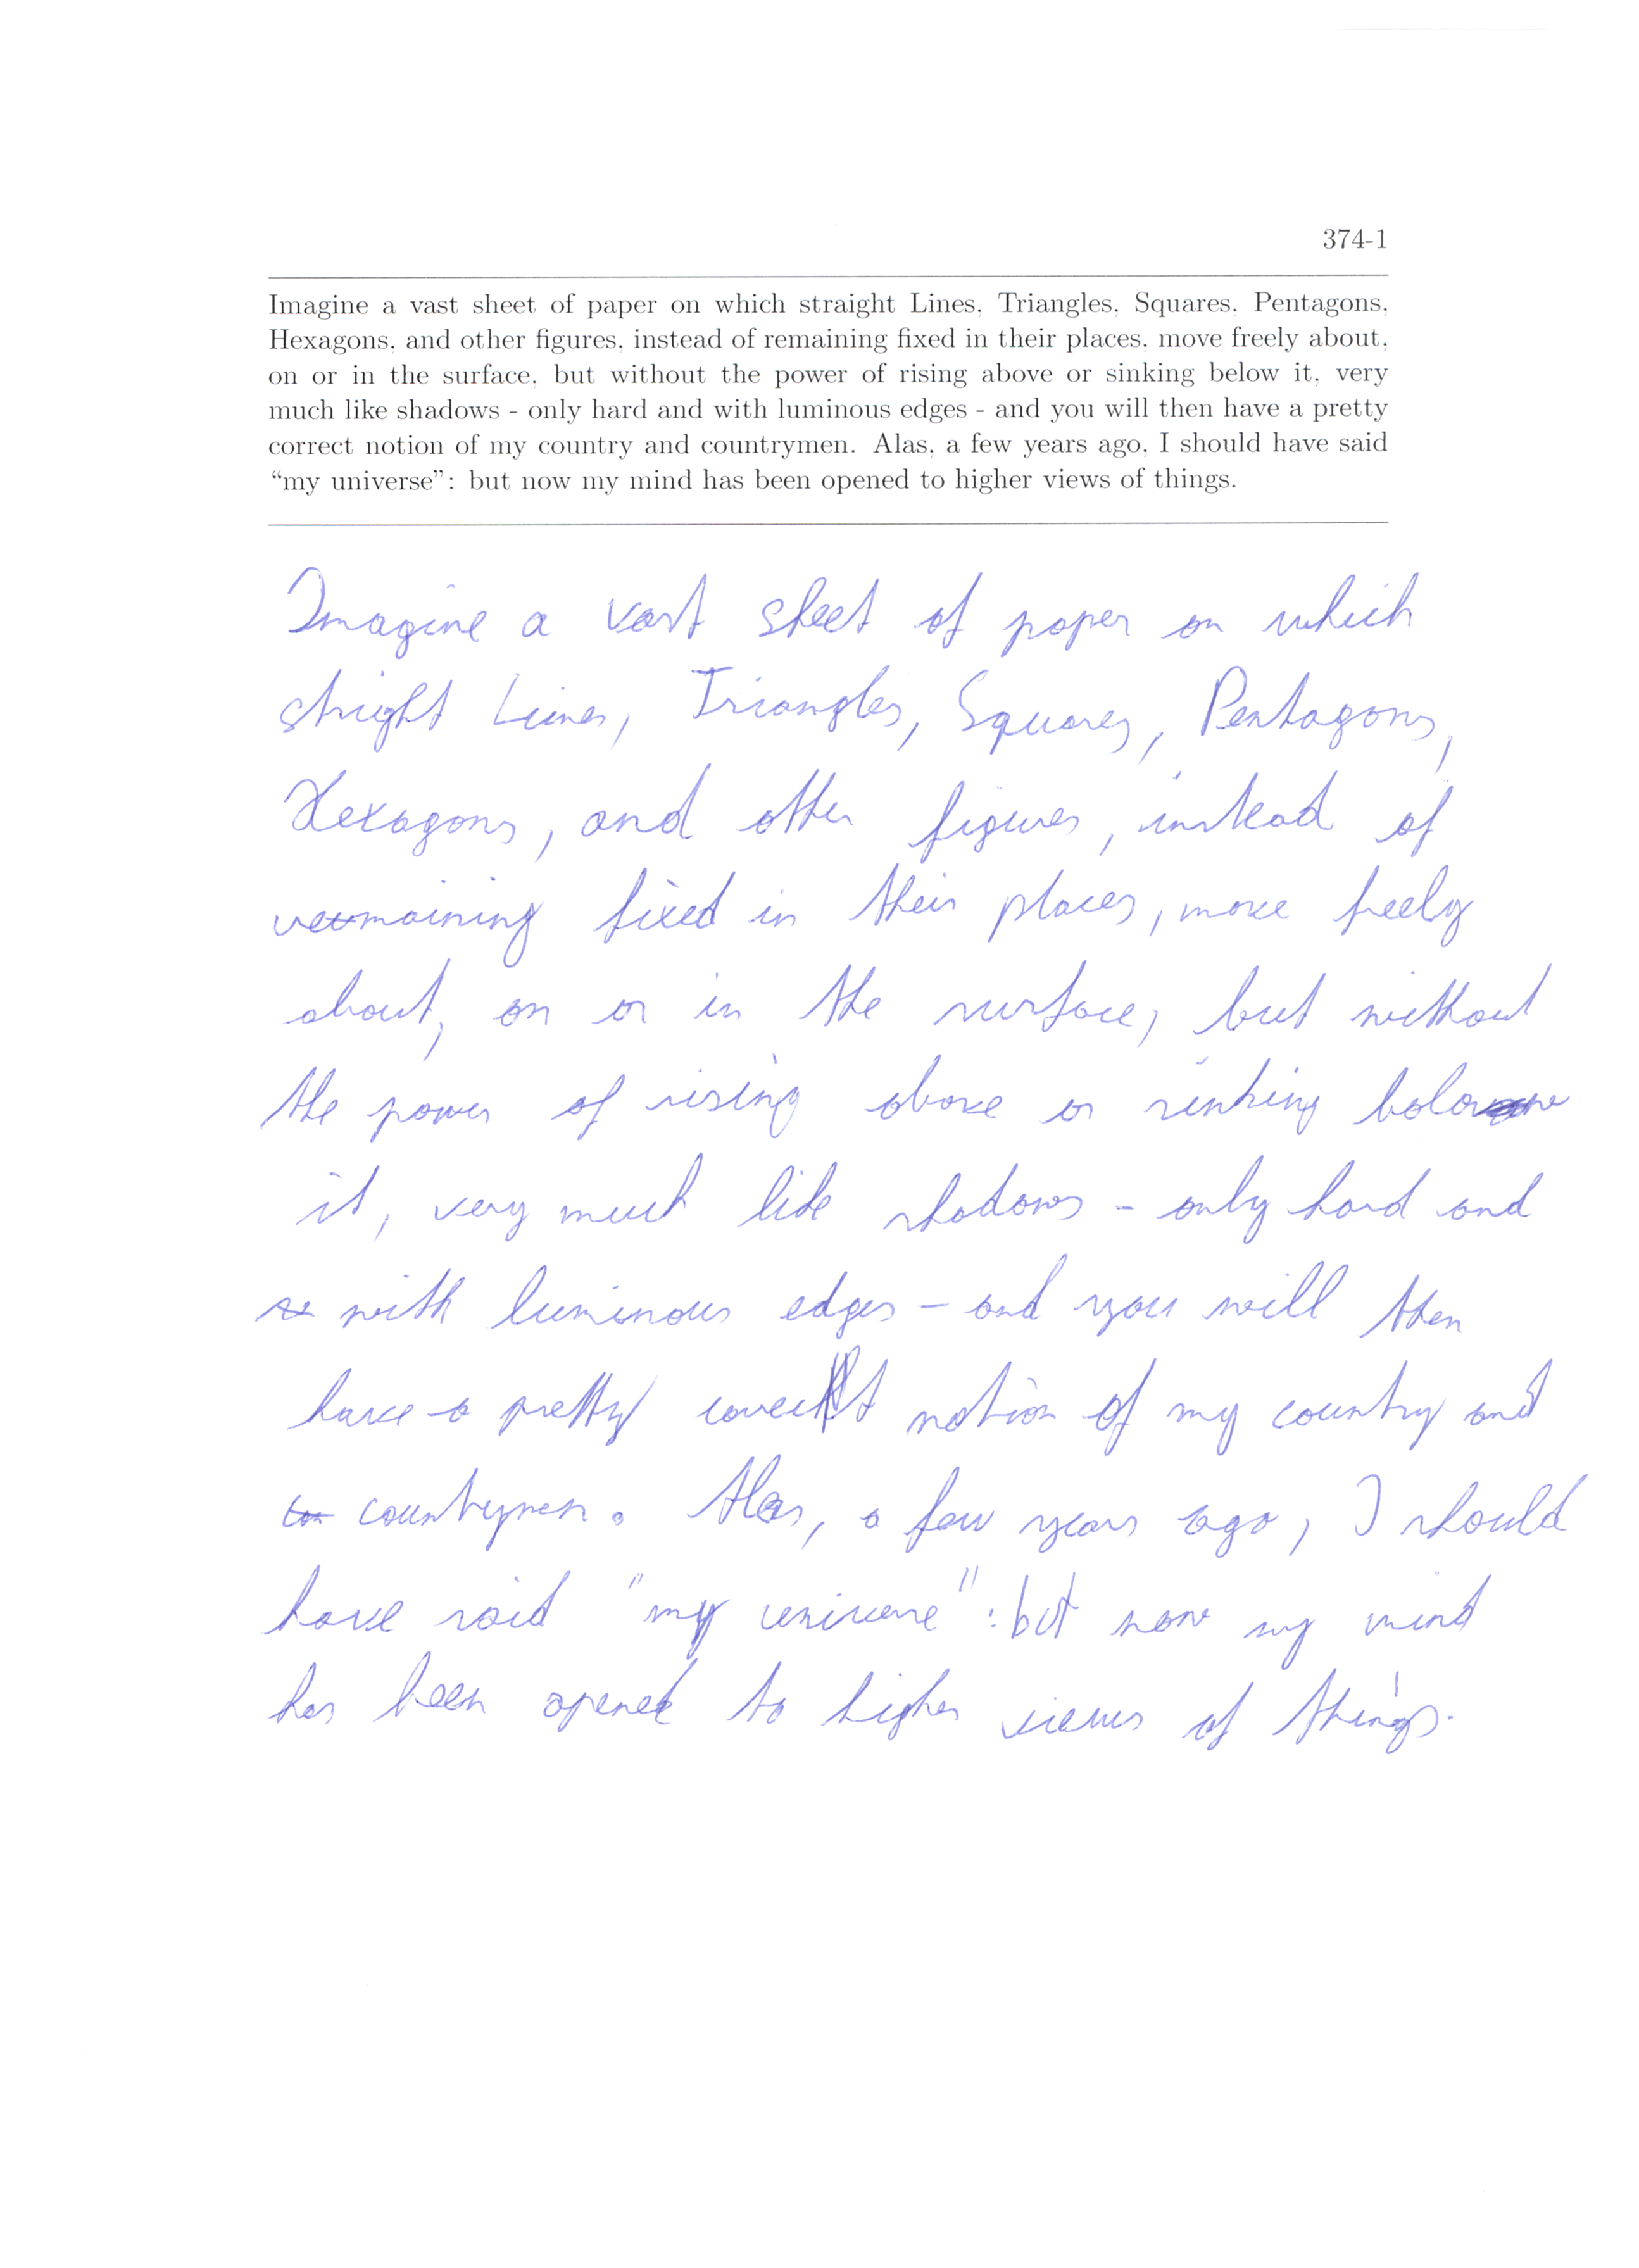 374-1
Imagine a vast sheet of paper on which straight Lines, Triangles, Squares, Pentagons,
Hexagons, and other figures, instead of remaining fixed in their places, move freely about,
on or in the surface, but without the power of rising above or sinking below it, very
much like shadows - only hard and with luminous edges - and you will then have a pretty
correct notion of my country and countrymen. Alas, a few years ago, I should have said
“my universe”: but now my mind has been opened to higher views of things.
Imagine a vast sheet of paper on which
stright Lines, Triangles, Squares, Pentagons,
Hexagons, and other figures, instead of
remaining fixed in their places, move freely
about, on or in the surface, but without
the power of rising above or sinking
it, very much like shadows - only hard and
with luminous edges - and you will then
have a pretty correct notion of my country and
countrymen. Alas, a few years ago, I should
have said "my universe": but now my mind
has been opened to higher views of things.